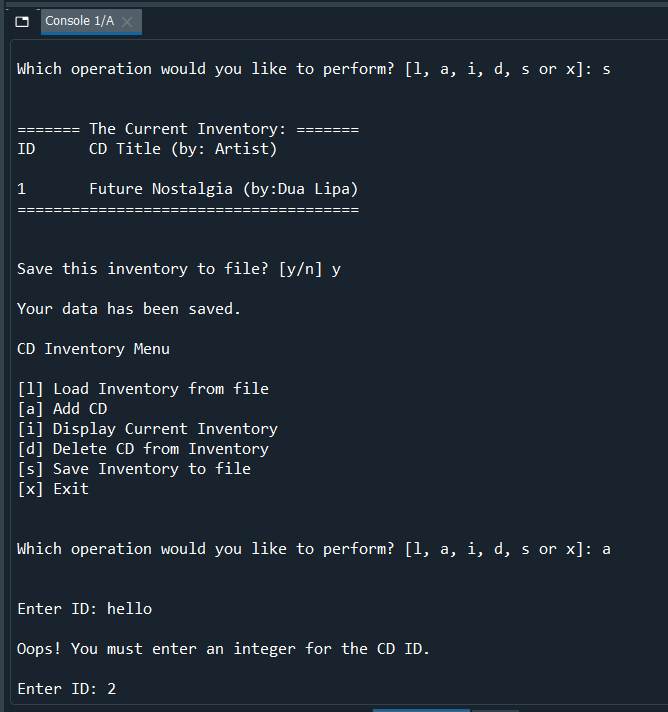 Console 1/A
Which operation would you like to perform? [l, a, i, d, s or x]: s
======= The Current Inventory: =======
ID      CD Title (by: Artist)
1       Future Nostalgia (by:Dua Lipa)
======================================
Save this inventory to file? [y/n] y
Your data has been saved.
CD Inventory Menu
[l] Load Inventory from file
[a] Add CD
[i] Display Current Inventory
[d] Delete CD from Inventory
[s] Save Inventory to file
[x] Exit
Which operation would you like to perform? [l, a, i, d, s or x]: a
Enter ID: hello
Oops! You must enter an integer for the CD ID.
Enter ID: 2